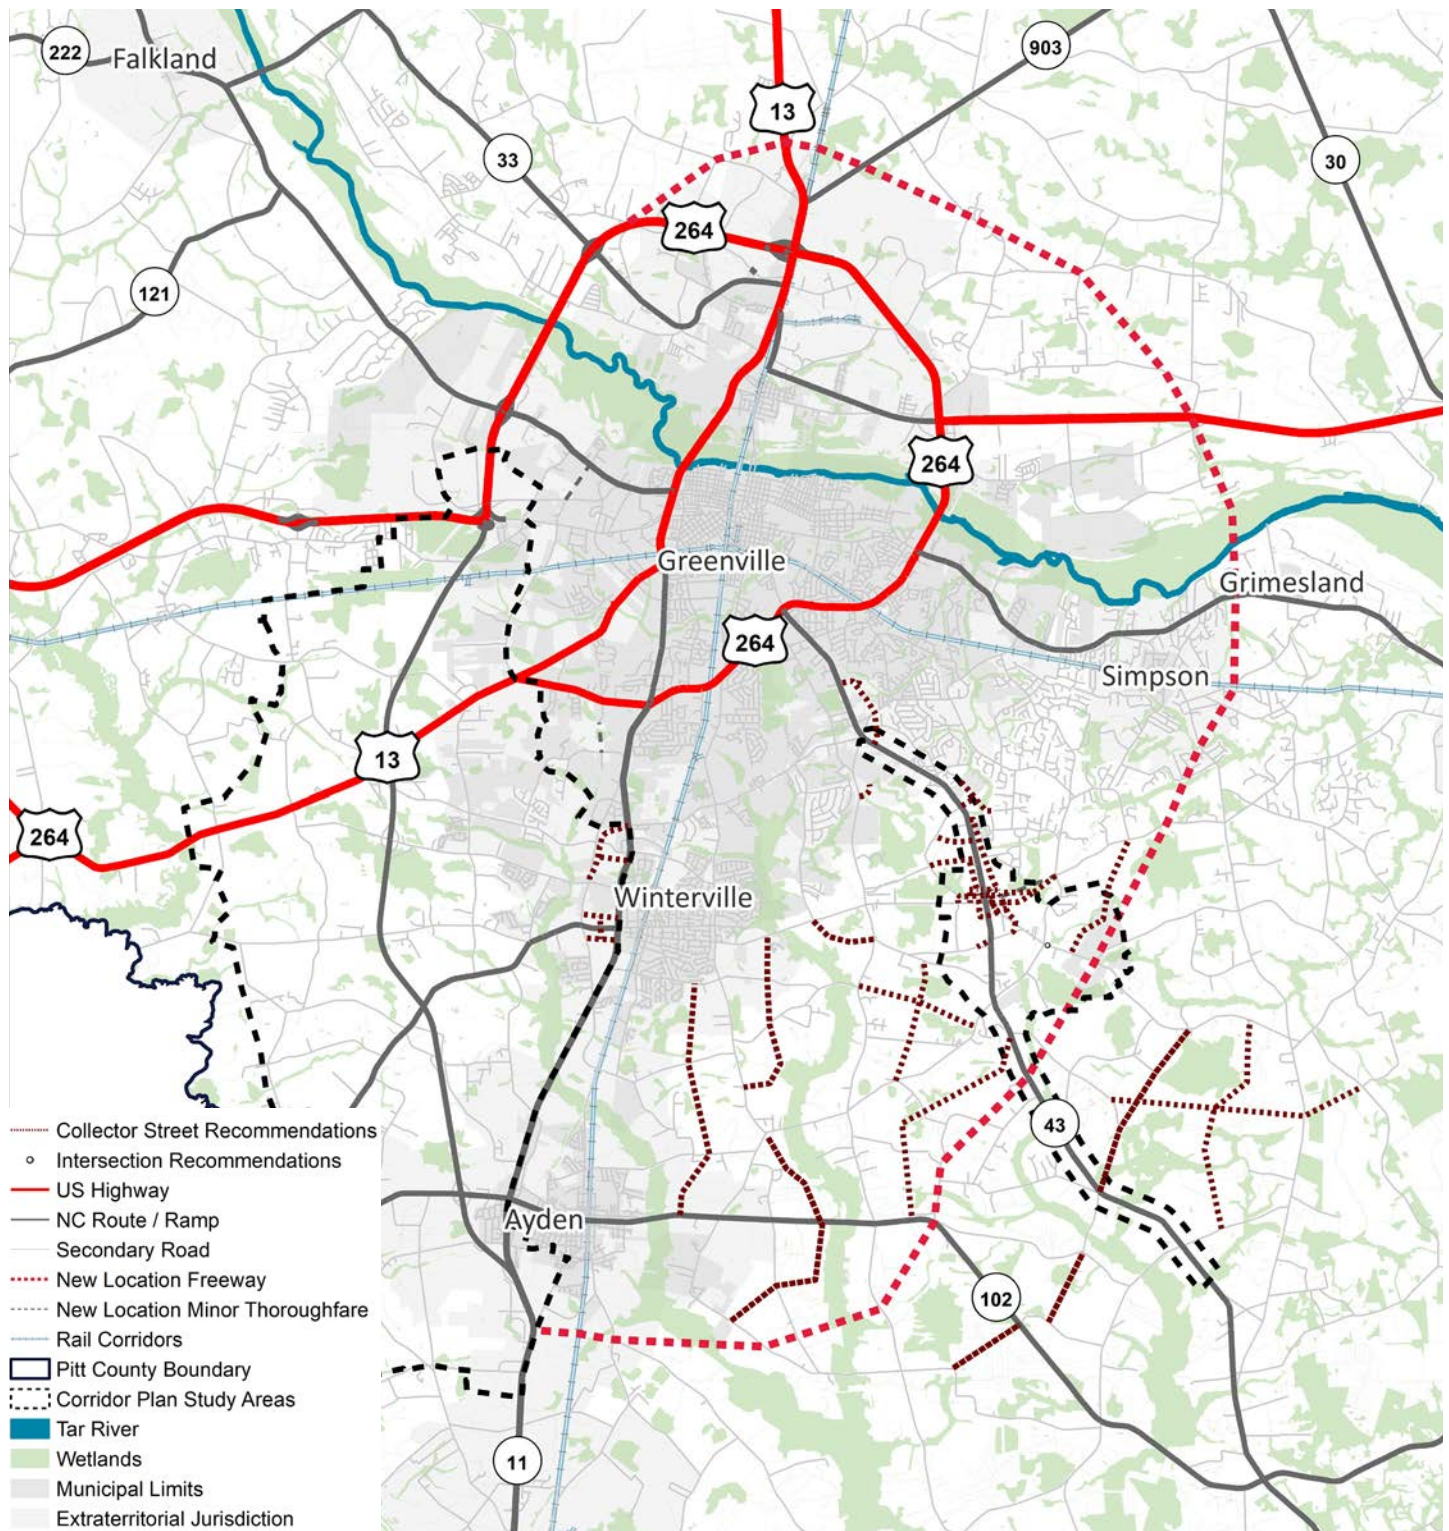 903
222
Falkland
13
33
30
264
121
264
Greenville
Grimesland
264
Simpson
13
264
Winterville
43
Ayden
102
11
Collector Street Recommendations
Intersection Recommendations
US Highway
NC Route / Ramp
Secondary Road
New Location Freeway
New Location Minor Thoroughfare
Rail Corridors
Pitt County Boundary
Corridor Plan Study Areas
Tar River
Wetlands
Municipal Limits
Extraterritorial Jurisdiction